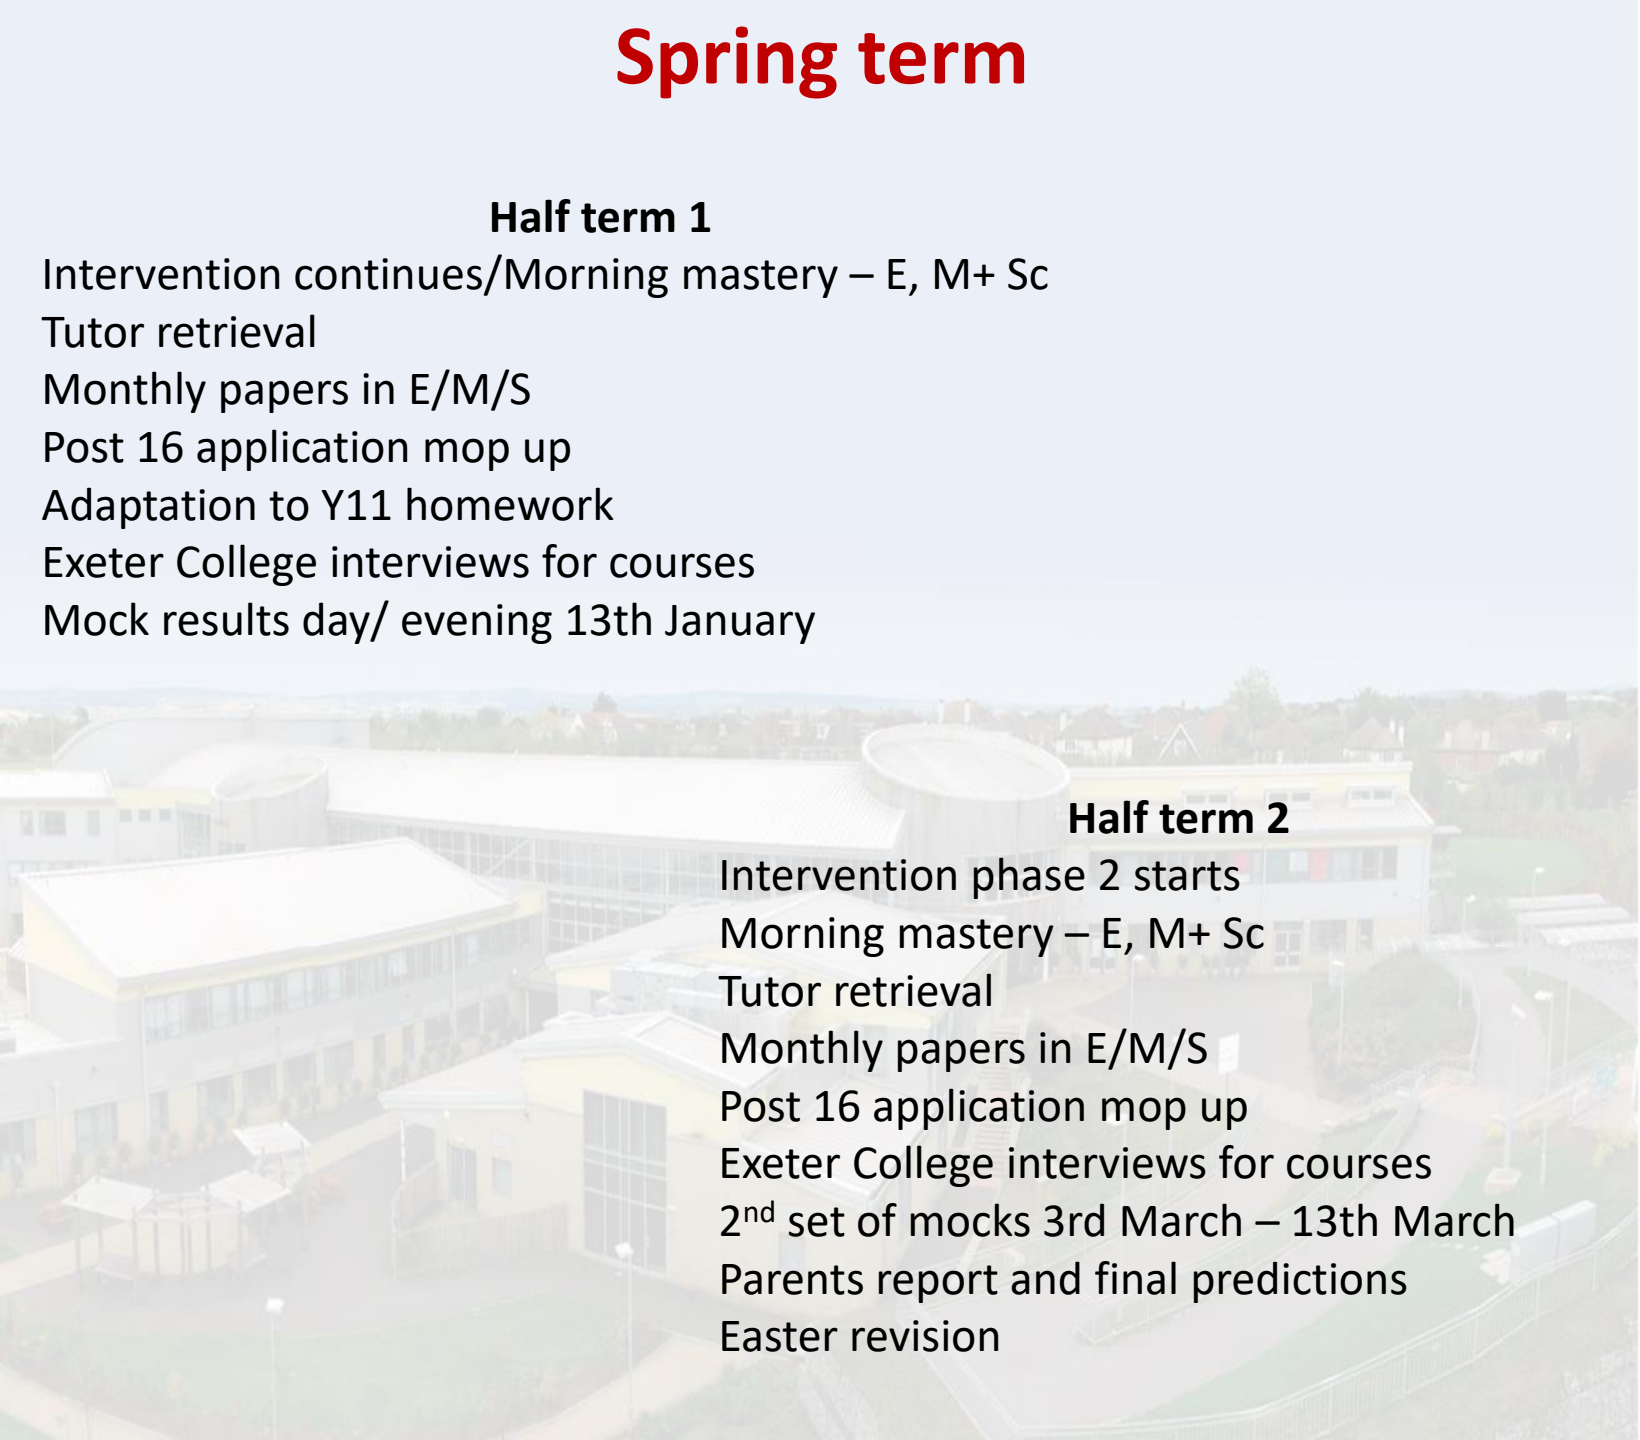 Spring term
Half term 1
Intervention continues/Morning mastery – E, M+ Sc
Tutor retrieval
Monthly papers in E/M/S
Post 16 application mop up
Adaptation to Y11 homework
Exeter College interviews for courses
Mock results day/ evening 13th January
Half term 2
Intervention phase 2 starts
Morning mastery – E, M+ Sc
Tutor retrieval
Monthly papers in E/M/S
Post 16 application mop up
Exeter College interviews for courses
2nd set of mocks 3rd March – 13th March
Parents report and final predictions
Easter revision